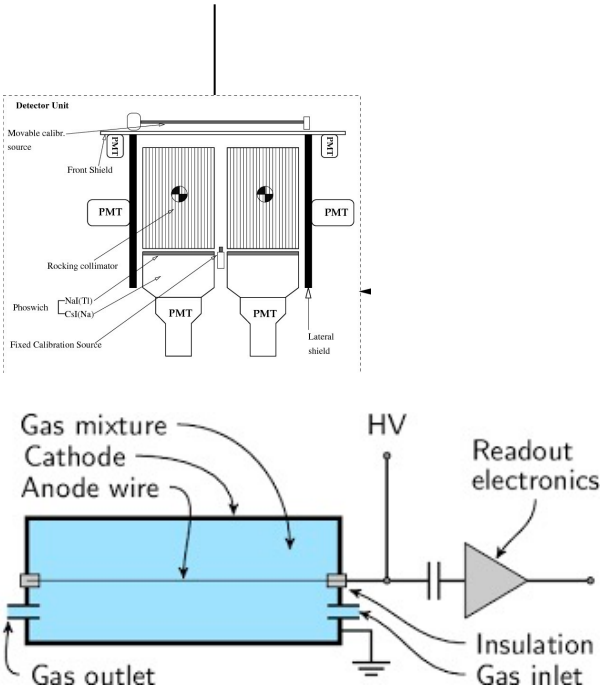 Detector Unit
Movable calibr.
source
PMT
PMT
Front Shield
PMT
PMT
Rocking collimator
Phoswich
NaI(Tl)
CsI(Na)
PMT
PMT
Fixed Calibration Source
Lateral
shield
Gas mixture
Cathode
Anode wire
HV
Readout
electronics
Insulation
Gas outlet
Gas inlet